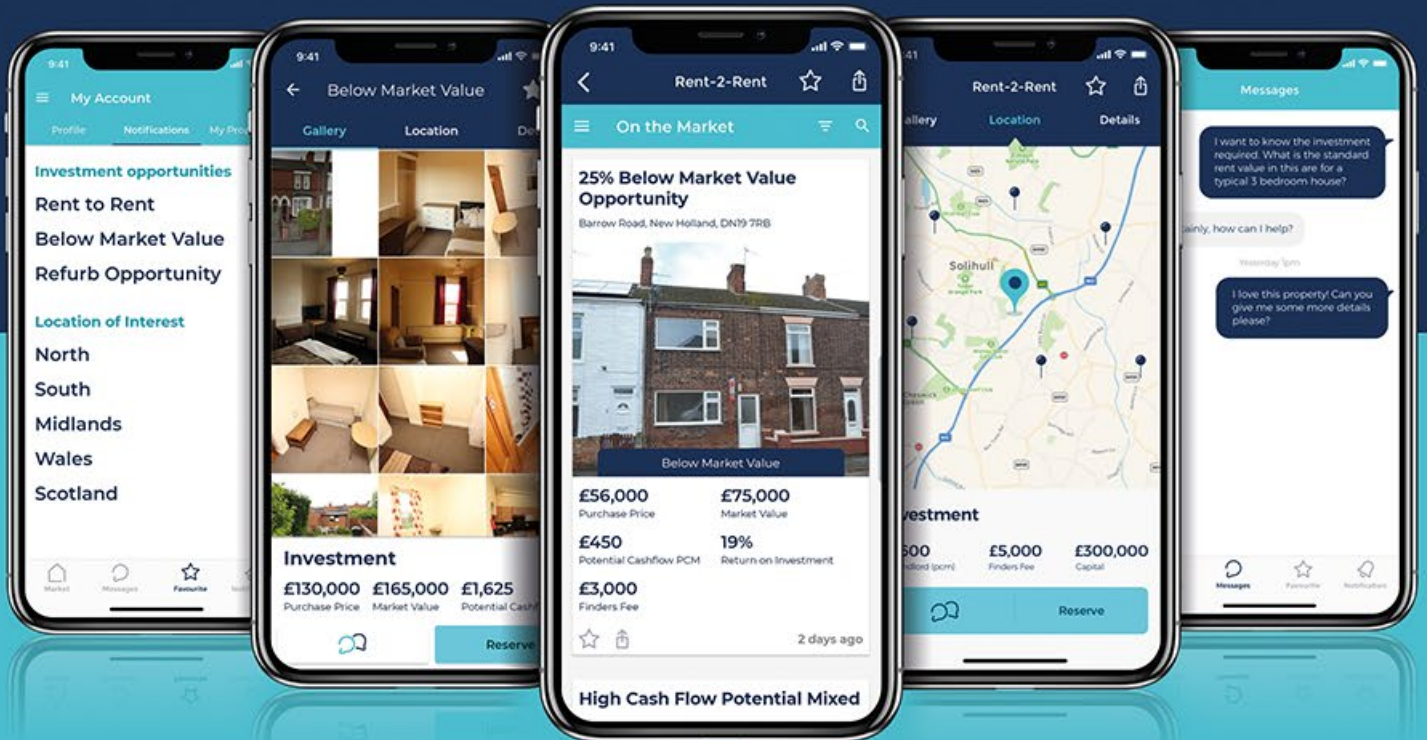 9:41
My Account
Profile Notifications
Investment opportunities
Rent to Rent
Below Market Value
Refurb Opportunity
Location of Interest
North
South
Midlands
Wales
Scotland
Market Messages Favourite
9:41
Below Market Value
Gallery Location
Investment
£130,000 £165,000 £1,625
Purchase Price Market Value Potential
Reserve
9:41
Rent-2-Rent
On the Market
25% Below Market Value
Opportunity
Barrow Road, New Holland, DN19 7RB
Below Market Value
£56,000 £75,000
Purchase Price Market Value
£450 19%
Potential Cashflow PCM Return on Investment
£3,000
Finders Fee
2 days ago
High Cash Flow Potential Mixed
Rent-2-Rent
Location Details
Solihull
£5,000 £300,000
Finders Fee Capital
Reserve
Messages
I want to know the investment
required. What is the standard
rent value in this are for a
typical 3 bedroom house?
how can I help?
Yesterday 1pm
I love this property! Can you
give me some more details
please?
Messages Favourite Notification